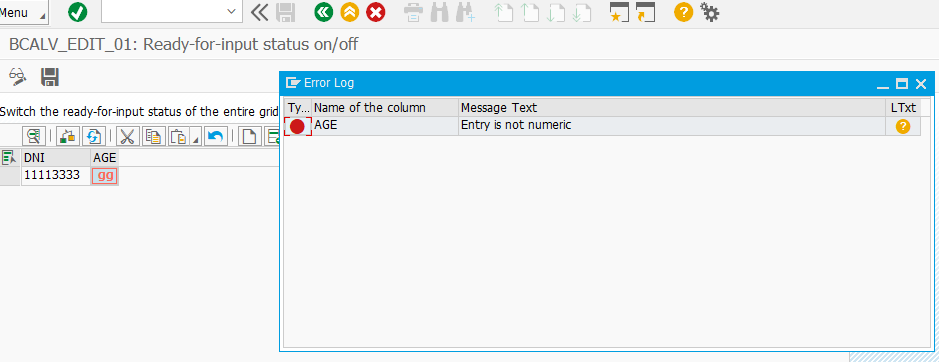 Menu
BCALV_EDIT_01: Ready-for-input status on/off
Error Log
Switch the ready-for-input status of the entire grid
Ty... Name of the column Message Text LTxt
AGE Entry is not numeric
DNI AGE
11113333 gg